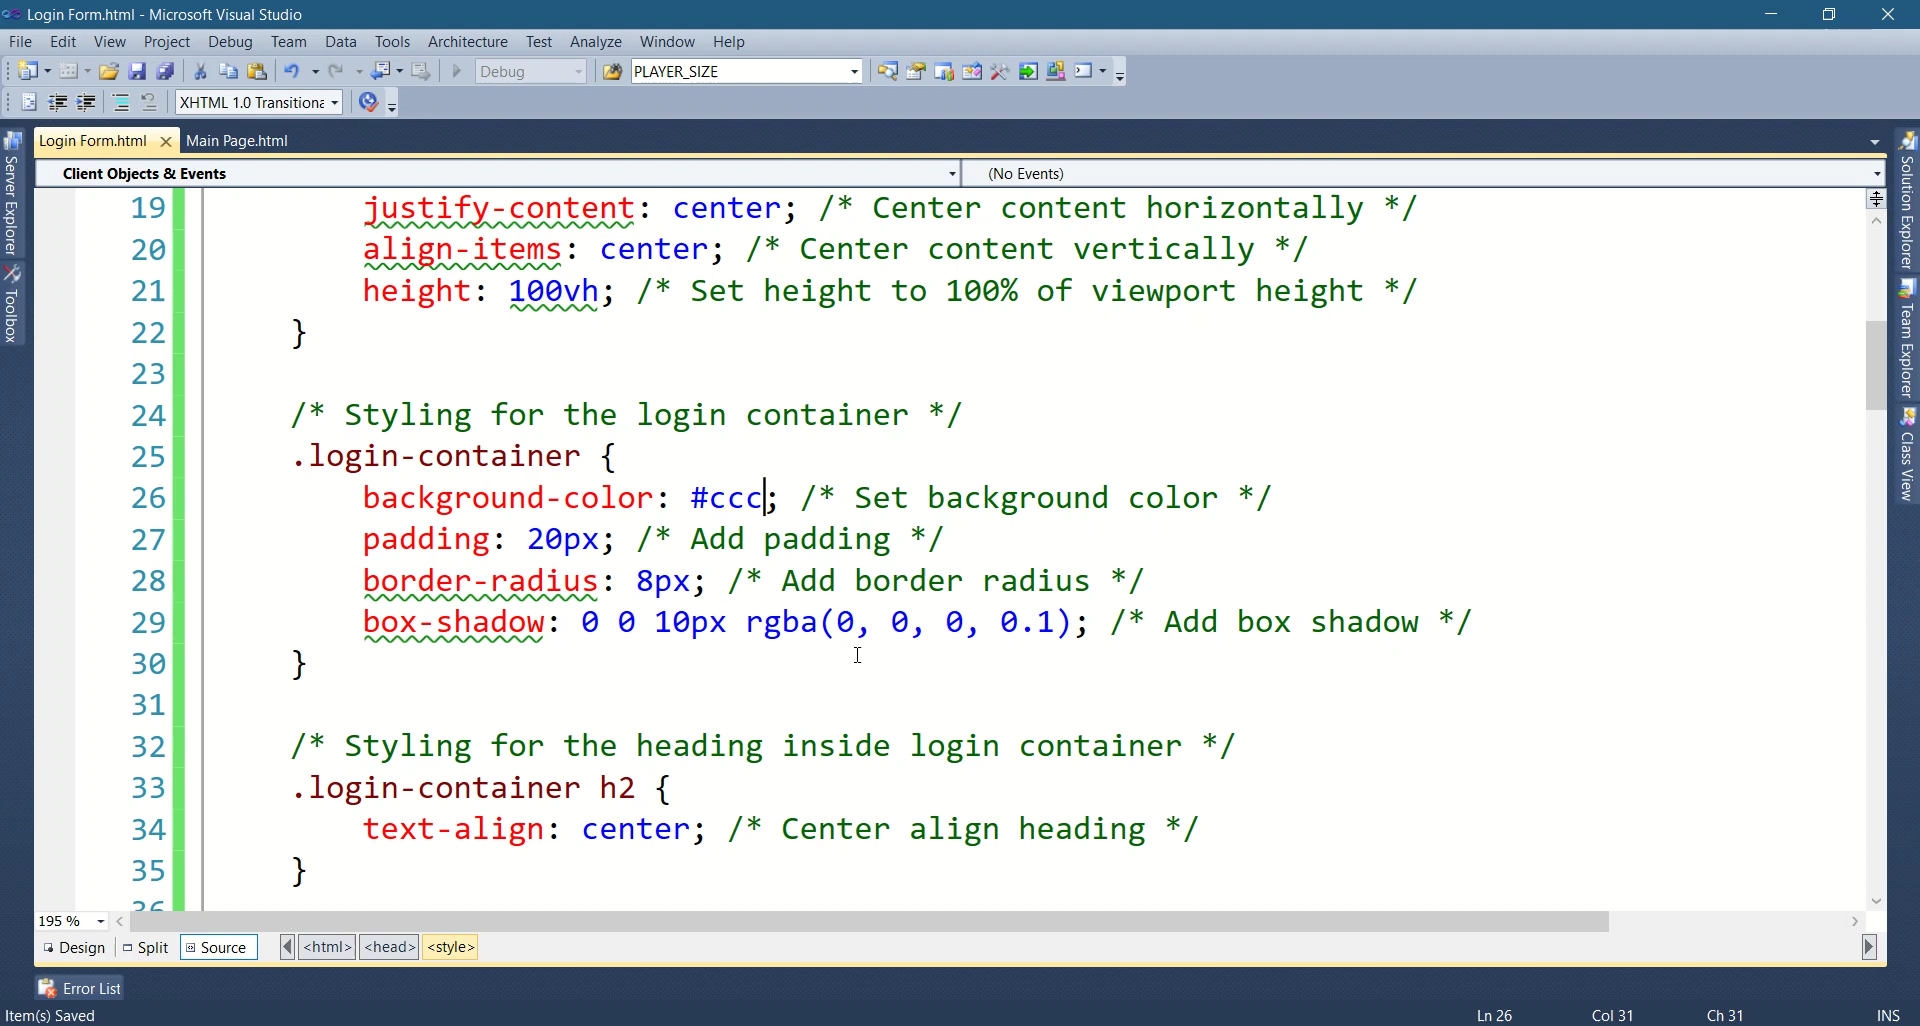 Login Form.html - Microsoft Visual Studio
File Edit View Project Debug Team Data Tools Architecture Test Analyze Window Help
Debug PLAYER_SIZE
XHTML 1.0 Transitiona
Login Form.html Main Page.html
Client Objects & Events (No Events)
Server Explorer
Toolbox
Solution Explorer
Team Explorer
Class View
19 justify-content: center; /* Center content horizontally */
20 align-items: center; /* Center content vertically */
21 height: 100vh; /* Set height to 100% of viewport height */
22 }
23
24 /* Styling for the login container */
25 .login-container {
26 background-color: #ccc; /* Set background color */
27 padding: 20px; /* Add padding */
28 border-radius: 8px; /* Add border radius */
29 box-shadow: 0 0 10px rgba(0, 0, 0, 0.1); /* Add box shadow */
30 }
31
32 /* Styling for the heading inside login container */
33 .login-container h2 {
34 text-align: center; /* Center align heading */
35 }
36
195 %
Design Split Source <html> <head> <style>
Error List
Item(s) Saved Ln 26 Col 31 Ch 31 INS